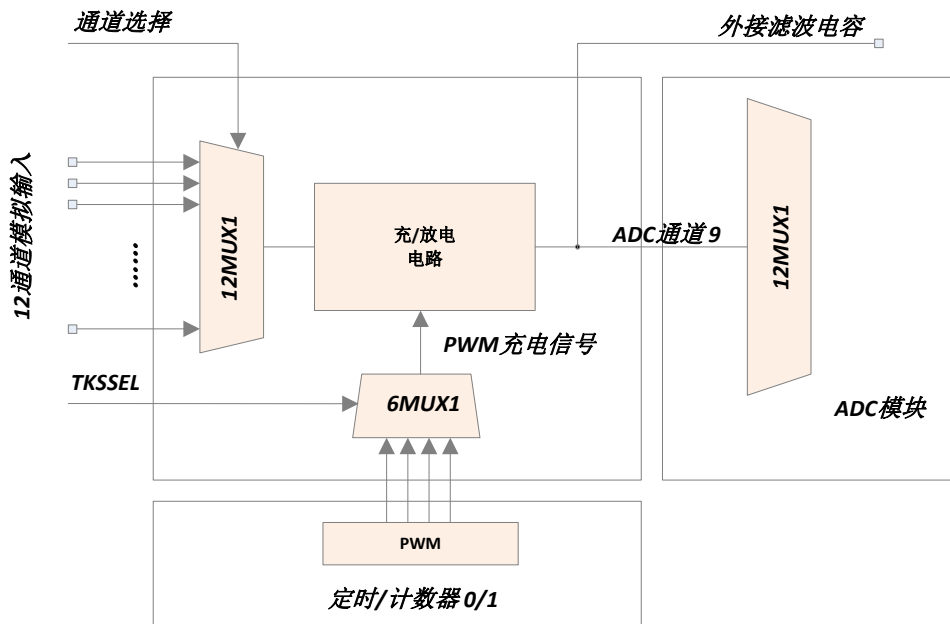 通道选择
外接滤波电容
12通道模拟输入
......
12MUX1
充/放电
电路
ADC通道9
12MUX1
PWM充电信号
TKSSEL
6MUX1
ADC模块
PWM
定时/计数器0/1